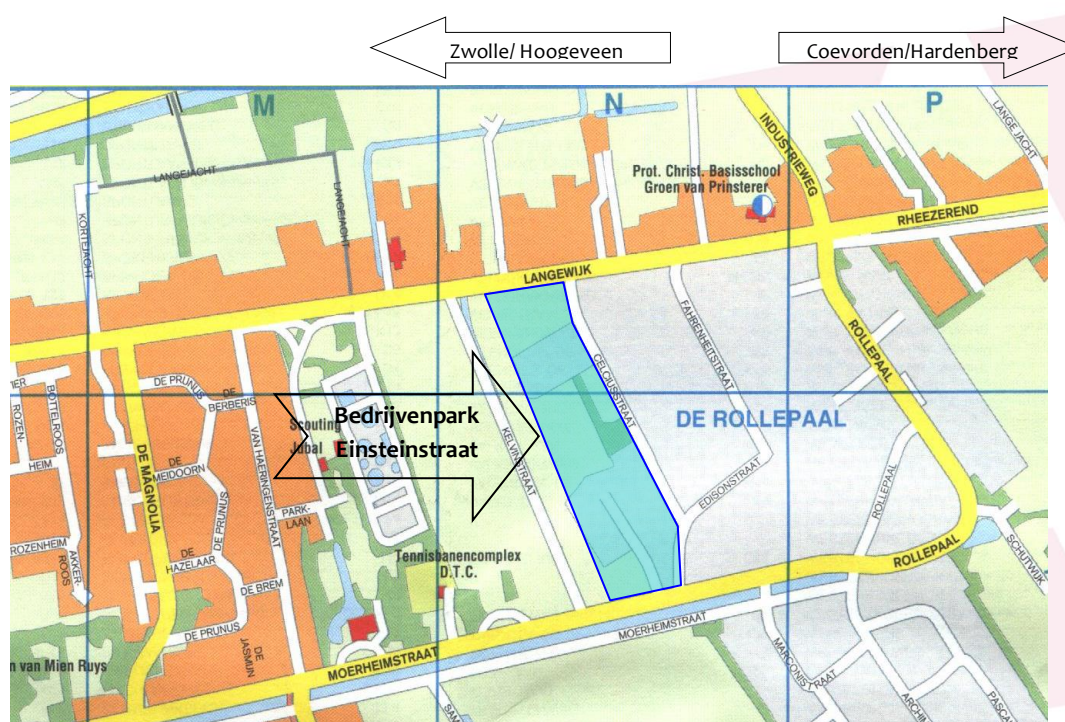 Zwolle/ Hoogeveen
Coevorden/Hardenberg
M
N
P
LANGEJACHT
LANGEJACHT
KORTEJACHT
INDUSTRIEWEG
LANGE JACHT
Prot. Christ. Basisschool
Groen van Prinsterer
RHEEZEREND
LANGEWIJK
FAHRENHEITSTRAAT
CELCIUSSTRAAT
KELVINSTRAAT
ROLLEPAAL
DE ROLLEPAAL
EDISONSTRAAT
ROLLEPAAL
ROLLEPAAL
SCHUTWIJK
Bedrijvenpark
Einsteinstraat
Scouting
Jubal
DE PRUNUS
DE
BERBERIS
BOTTELROOS
ROZEN-
HEIM
DE MAGNOLIA
DE
MEIDOORN
DE PRUNUS
VAN HAERINGENSTRAAT
PARK-
LAAN
ROZENHEIM
AKKER-
ROOS
DE
HAZELAAR
DE BREM
DE PRUNUS
DE
JASMIJN
Tennisbanencomplex
D.T.C.
n van Mien Ruys
MOERHEIMSTRAAT
MOERHEIMSTRAAT
MARCONISTRAAT
ARCHI
PASCA
SAM